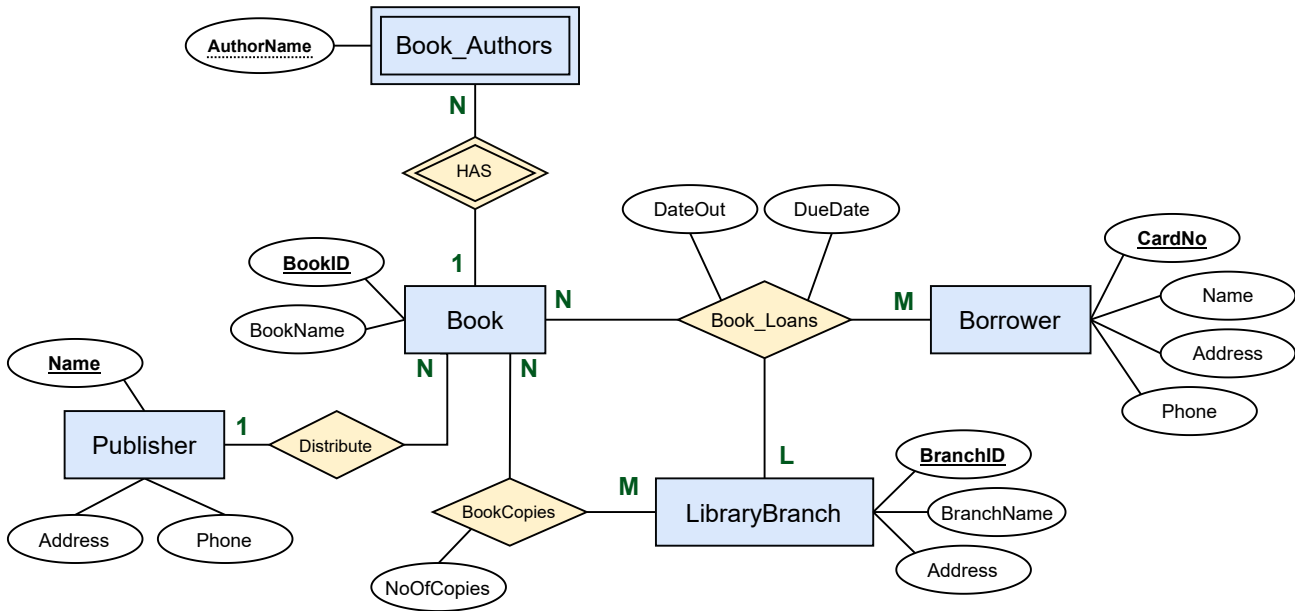 AuthorName
Book_Authors
N
HAS
DateOut
DueDate
CardNo
BookID
1
Book
N
Book_Loans
M
Borrower
Name
BookName
Address
Name
N
N
Phone
Publisher
1
Distribute
L
BranchID
M
BookCopies
LibraryBranch
BranchName
Address
Phone
NoOfCopies
Address